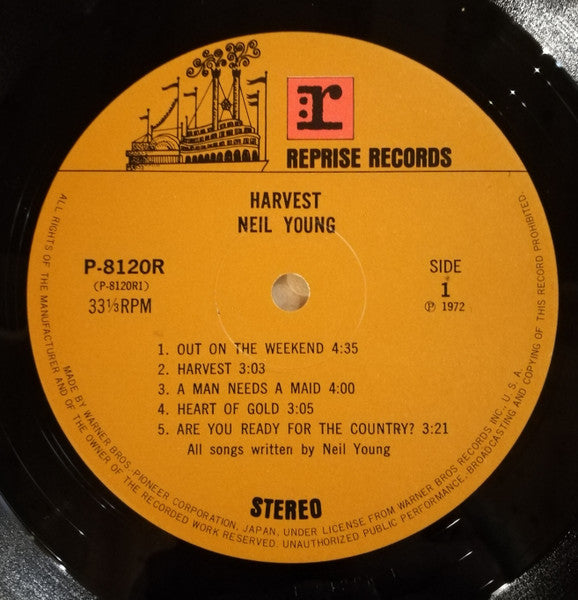 r
REPRISE RECORDS
HARVEST
NEIL YOUNG
P-8120R
(P-8120R1)
33⅓RPM
SIDE
1
Ⓟ 1972
1. OUT ON THE WEEKEND 4:35
2. HARVEST 3:03
3. A MAN NEEDS A MAID 4:00
4. HEART OF GOLD 3:05
5. ARE YOU READY FOR THE COUNTRY? 3:21
All songs written by Neil Young
STEREO
MADE BY WARNER BROS.-PIONEER CORPORATION, JAPAN, UNDER LICENSE FROM WARNER BROS RECORDS INC., U.S.A.
ALL RIGHTS OF THE MANUFACTURER AND OF THE OWNER OF THE RECORDED WORK RESERVED. UNAUTHORIZED PUBLIC PERFORMANCE, BROADCASTING AND COPYING OF THIS RECORD PROHIBITED.